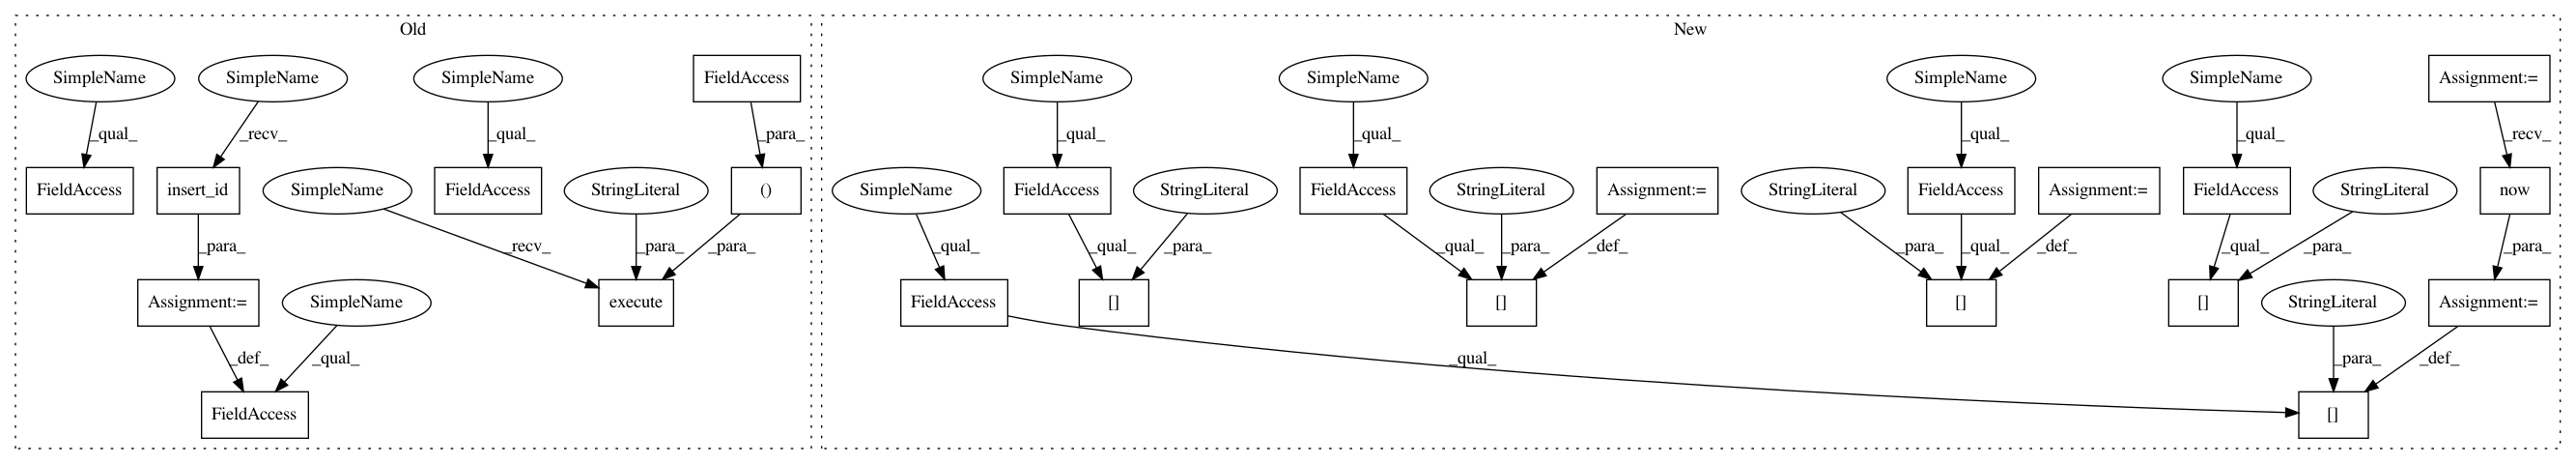 Old
New
SimpleName
SimpleName
SimpleName
FieldAccess
SimpleName
SimpleName
SimpleName
SimpleName
Assignment:=
_qual_
_recv_
_qual_
_para_
_qual_
_qual_
_qual_
_qual_
_recv_
FieldAccess
insert_id
SimpleName
FieldAccess
StringLiteral
()
SimpleName
FieldAccess
StringLiteral
FieldAccess
StringLiteral
Assignment:=
StringLiteral
FieldAccess
Assignment:=
FieldAccess
StringLiteral
now
_para_
_recv_
_para_
_para_
_qual_
_qual_
_para_
_qual_
_para_
_def_
_para_
_qual_
_def_
_qual_
_para_
_para_
Assignment:=
SimpleName
execute
FieldAccess
[]
[]
[]
[]
StringLiteral
Assignment:=
_def_
_qual_
_qual_
_para_
_def_
FieldAccess
[]